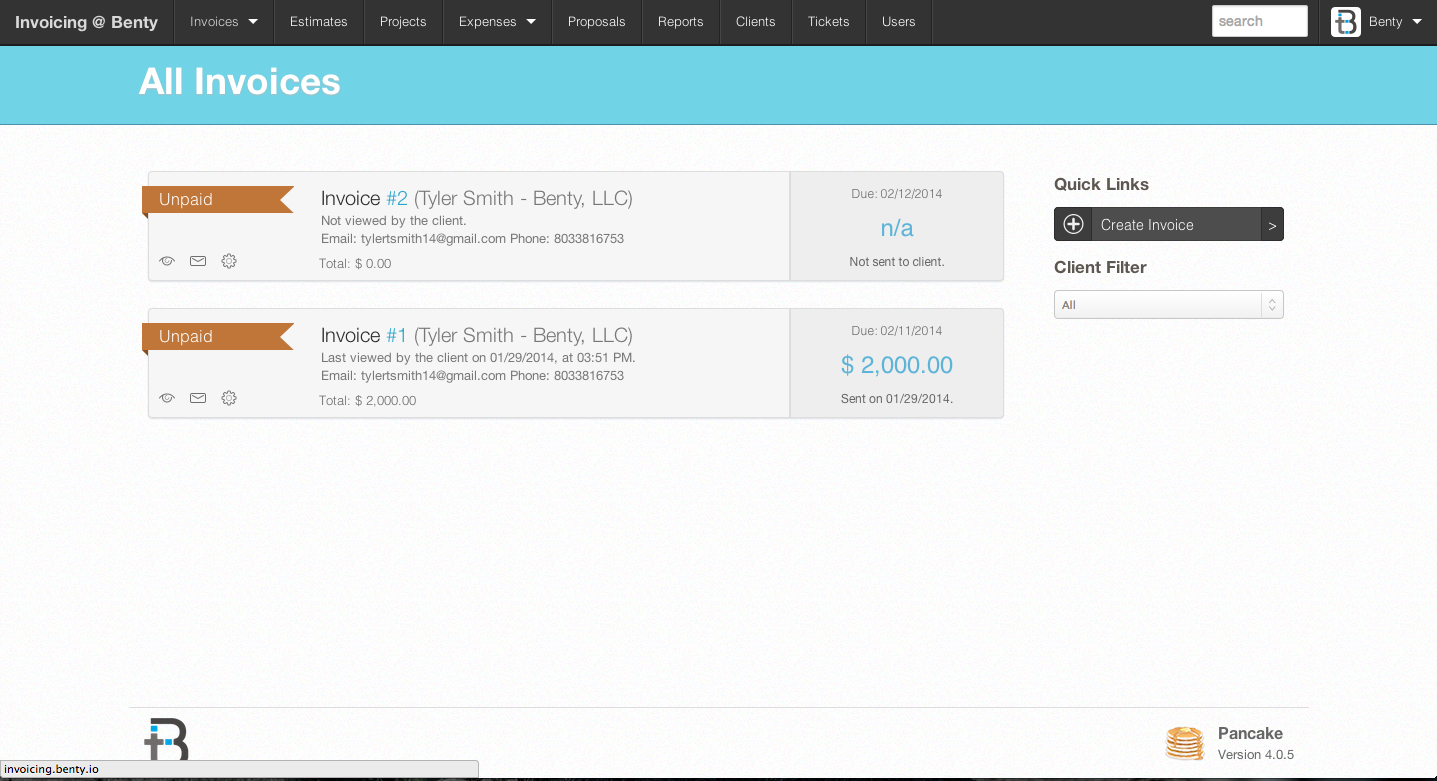 Invoicing @ Benty Invoices Estimates Projects Expenses Proposals Reports Clients Tickets Users search Benty
All Invoices
Unpaid
Invoice #2 (Tyler Smith - Benty, LLC)
Not viewed by the client.
Email: tylertsmith14@gmail.com Phone: 8033816753
Total: $ 0.00
Due: 02/12/2014
n/a
Not sent to client.
Unpaid
Invoice #1 (Tyler Smith - Benty, LLC)
Last viewed by the client on 01/29/2014, at 03:51 PM.
Email: tylertsmith14@gmail.com Phone: 8033816753
Total: $ 2,000.00
Due: 02/11/2014
$ 2,000.00
Sent on 01/29/2014.
Quick Links
Create Invoice >
Client Filter
All
Pancake
Version 4.0.5
invoicing.benty.io